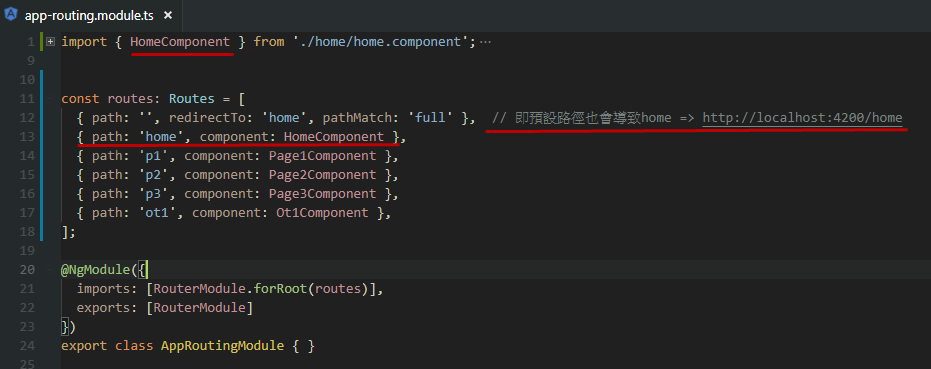 app-routing.module.ts ×
1 import { HomeComponent } from './home/home.component'; ...
9
10
11 const routes: Routes = [
12 { path: '', redirectTo: 'home', pathMatch: 'full' }, // 即預設路徑也會導致home => http://localhost:4200/home
13 { path: 'home', component: HomeComponent },
14 { path: 'p1', component: Page1Component },
15 { path: 'p2', component: Page2Component },
16 { path: 'p3', component: Page3Component },
17 { path: 'ot1', component: Ot1Component },
18 ];
19
20 @NgModule({
21 imports: [RouterModule.forRoot(routes)],
22 exports: [RouterModule]
23 })
24 export class AppRoutingModule { }
25